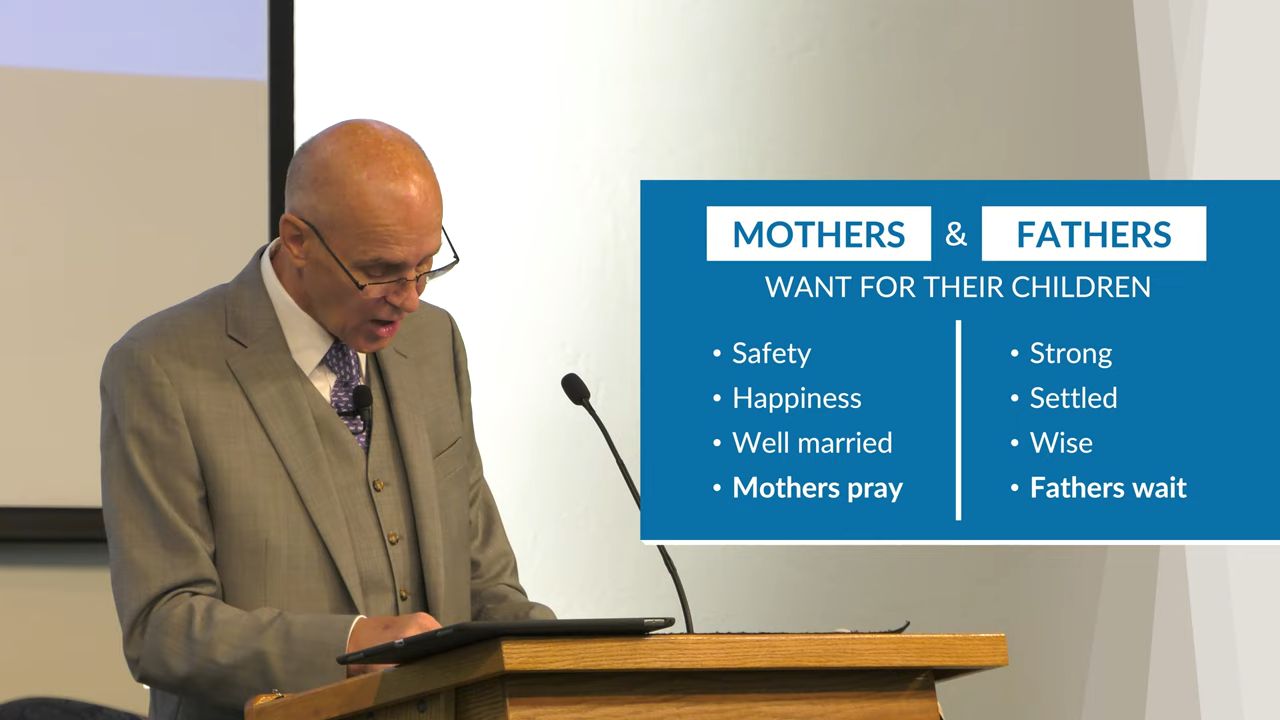 MOTHERS & FATHERS
WANT FOR THEIR CHILDREN
• Safety
• Happiness
• Well married
• Mothers pray
• Strong
• Settled
• Wise
• Fathers wait